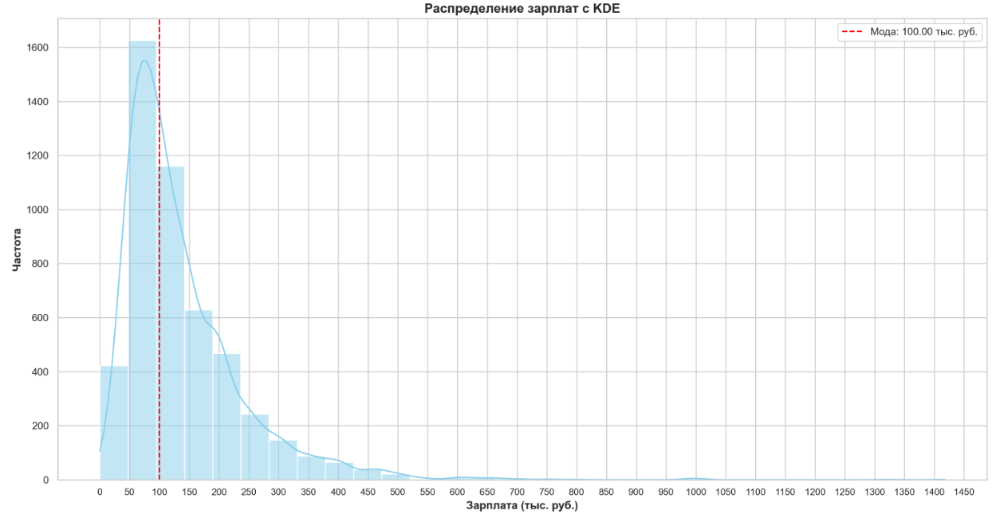 Распределение зарплат с KDE
Мода: 100.00 тыс. руб.
1600
1400
1200
1000
800
600
400
200
0
Частота
0 50 100 150 200 250 300 350 400 450 500 550 600 650 700 750 800 850 900 950 1000 1050 1100 1150 1200 1250 1300 1350 1400 1450
Зарплата (тыс. руб.)